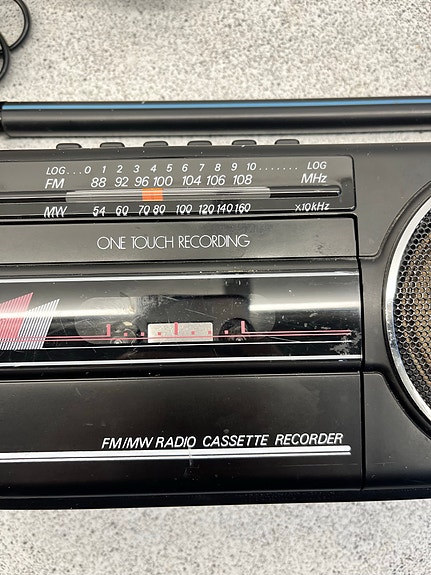 LOG...0 1 2 3 4 5 6 7 8 9 10........LOG
FM 88 92 96 100 104 106 108 MHz
MW 54 60 70 80 100 120 140 160 x10kHz
ONE TOUCH RECORDING
FM/MW RADIO CASSETTE RECORDER